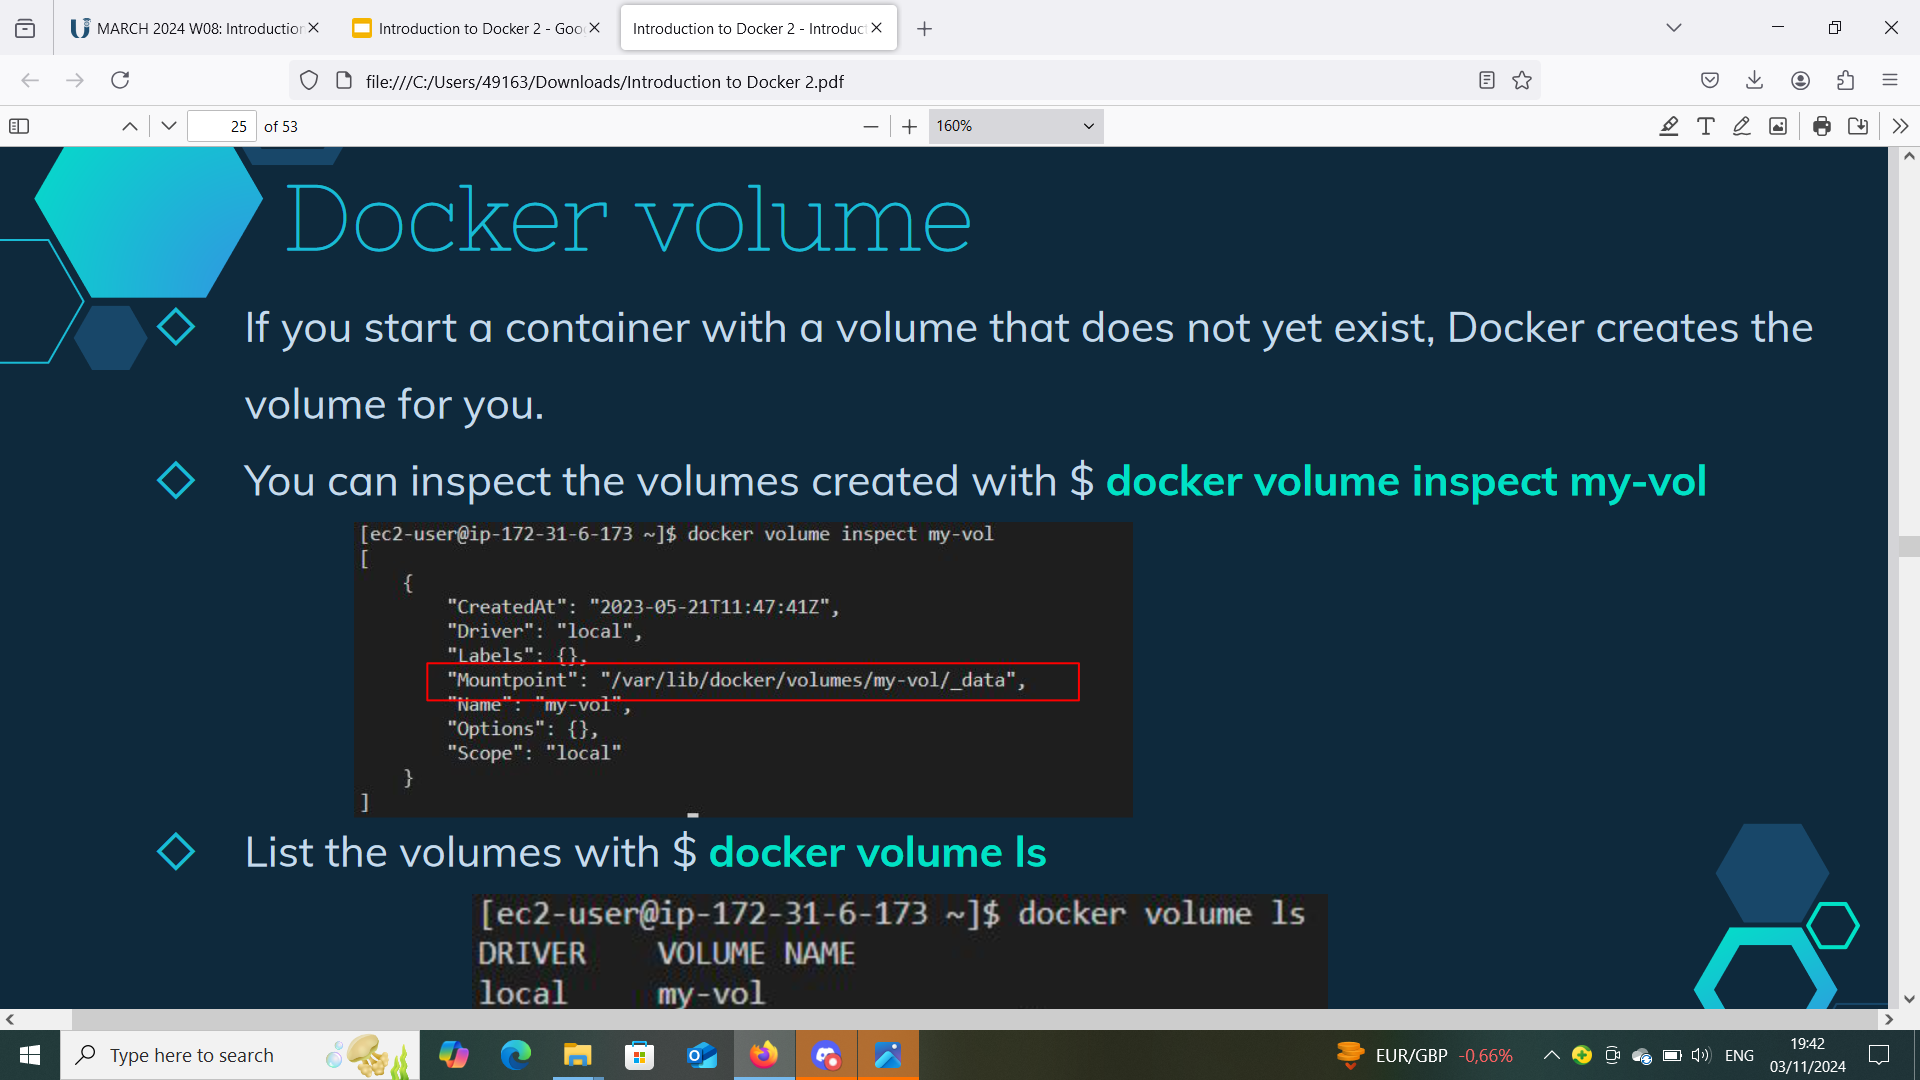 MARCH 2024 W08: Introduction
Introduction to Docker 2 - Goo
Introduction to Docker 2 - Introduc
file:///C:/Users/49163/Downloads/Introduction to Docker 2.pdf
25 of 53
160%
Docker volume
If you start a container with a volume that does not yet exist, Docker creates the
volume for you.
You can inspect the volumes created with $ docker volume inspect my-vol
[ec2-user@ip-172-31-6-173 ~]$ docker volume inspect my-vol
[
{
"CreatedAt": "2023-05-21T11:47:41Z",
"Driver": "local",
"Labels": {},
"Mountpoint": "/var/lib/docker/volumes/my-vol/_data",
"Name": "my-vol",
"Options": {},
"Scope": "local"
}
]
List the volumes with $ docker volume ls
[ec2-user@ip-172-31-6-173 ~]$ docker volume ls
DRIVER VOLUME NAME
local my-vol
Type here to search
EUR/GBP -0,66%
ENG
19:42
03/11/2024